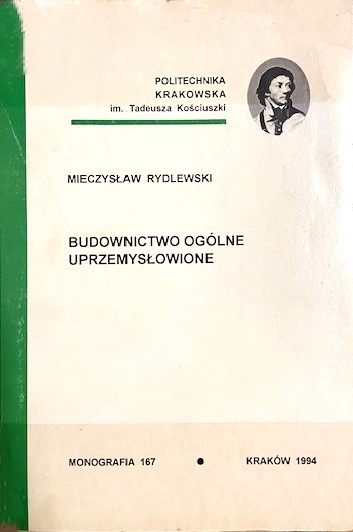 POLITECHNIKA
KRAKOWSKA
im. Tadeusza Kościuszki
MIECZYSŁAW RYDLEWSKI
BUDOWNICTWO OGÓLNE
UPRZEMYSŁOWIONE
MONOGRAFIA 167 ● KRAKÓW 1994